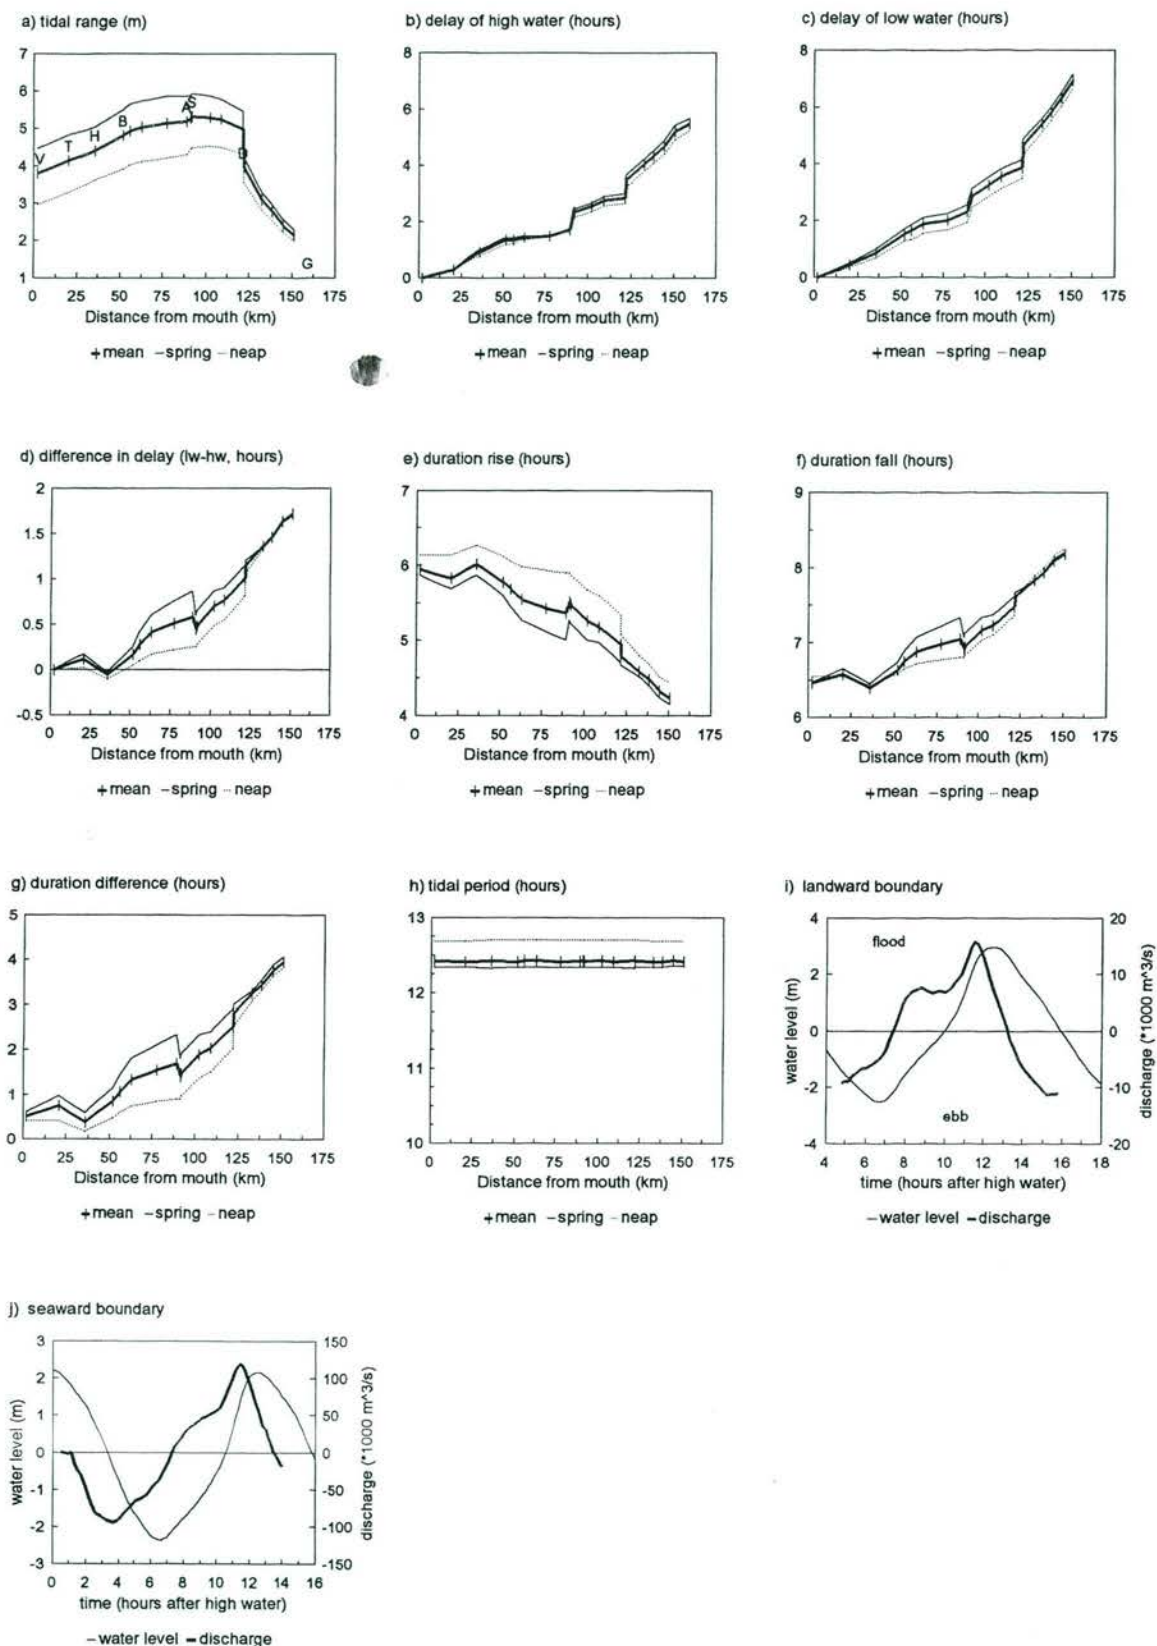 a) tidal range (m)
7
6
5
4
3
2
1
V
T
H
B
A
S
D
G
0 25 50 75 100 125 150 175
Distance from mouth (km)
mean spring neap
b) delay of high water (hours)
8
6
4
2
0
0 25 50 75 100 125 150 175
Distance from mouth (km)
mean spring neap
c) delay of low water (hours)
8
6
4
2
0
0 25 50 75 100 125 150 175
Distance from mouth (km)
mean spring neap
d) difference in delay (lw-hw, hours)
2
1.5
1
0.5
0
-0.5
0 25 50 75 100 125 150 175
Distance from mouth (km)
mean spring neap
e) duration rise (hours)
7
6
5
4
0 25 50 75 100 125 150 175
Distance from mouth (km)
mean spring neap
f) duration fall (hours)
9
8
7
6
0 25 50 75 100 125 150 175
Distance from mouth (km)
mean spring neap
g) duration difference (hours)
5
4
3
2
1
0
0 25 50 75 100 125 150 175
Distance from mouth (km)
mean spring neap
h) tidal period (hours)
13
12
11
10
0 25 50 75 100 125 150 175
Distance from mouth (km)
mean spring neap
i) landward boundary
4
2
0
-2
-4
water level (m)
flood
ebb
20
10
0
-10
-20
discharge (*1000 m^3/s)
4 6 8 10 12 14 16 18
time (hours after high water)
water level discharge
j) seaward boundary
3
2
1
0
-1
-2
-3
water level (m)
150
100
50
0
-50
-100
-150
discharge (*1000 m^3/s)
0 2 4 6 8 10 12 14 16
time (hours after high water)
water level discharge